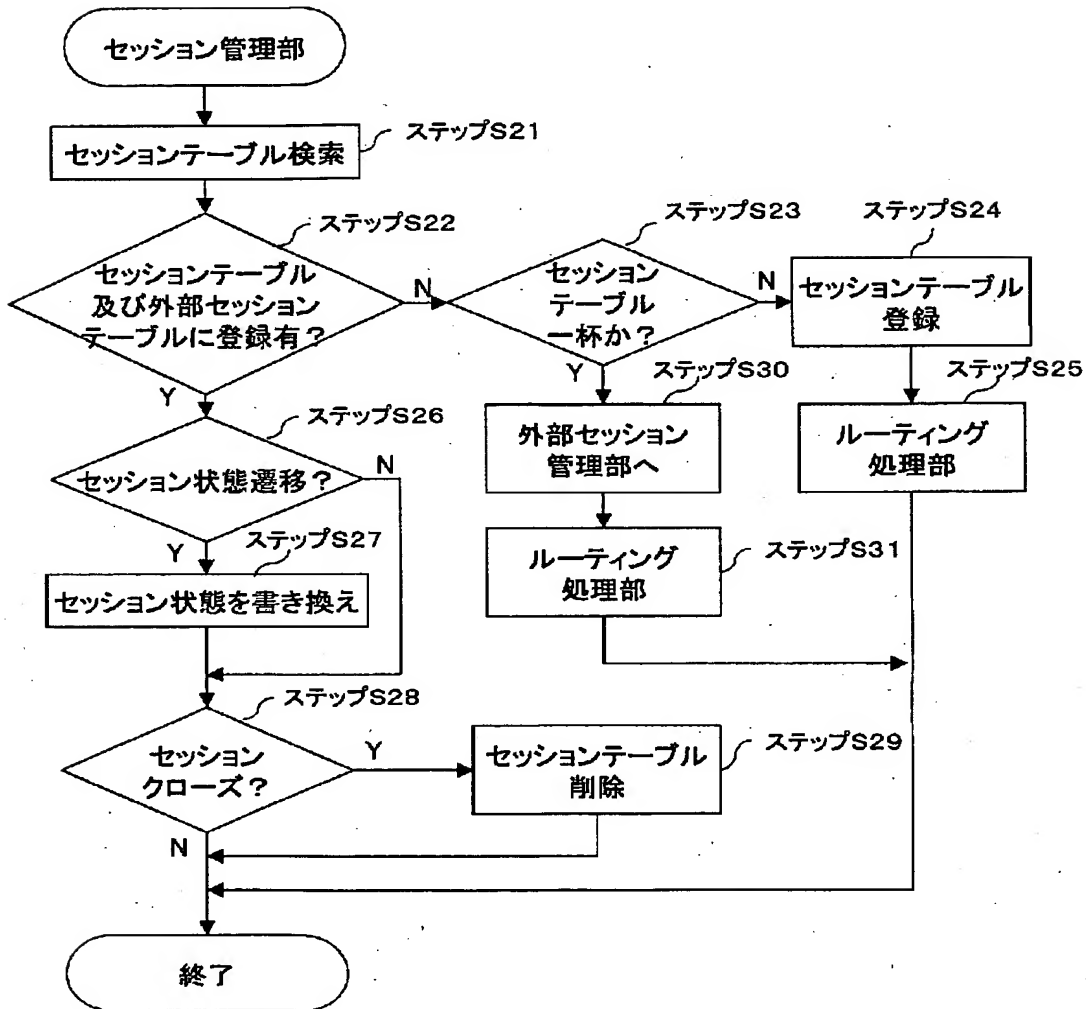 セッション管理部
ステップS21
セッションテーブル検索
ステップS22
セッションテーブル
及び外部セッション
テーブルに登録有?
N
Y
ステップS23
セッション
テーブル
一杯か?
N
Y
ステップS24
セッションテーブル
登録
ステップS25
ルーティング
処理部
ステップS30
外部セッション
管理部へ
ステップS31
ルーティング
処理部
ステップS26
セッション状態遷移?
N
Y
ステップS27
セッション状態を書き換え
ステップS28
セッション
クローズ?
Y
N
ステップS29
セッションテーブル
削除
終了